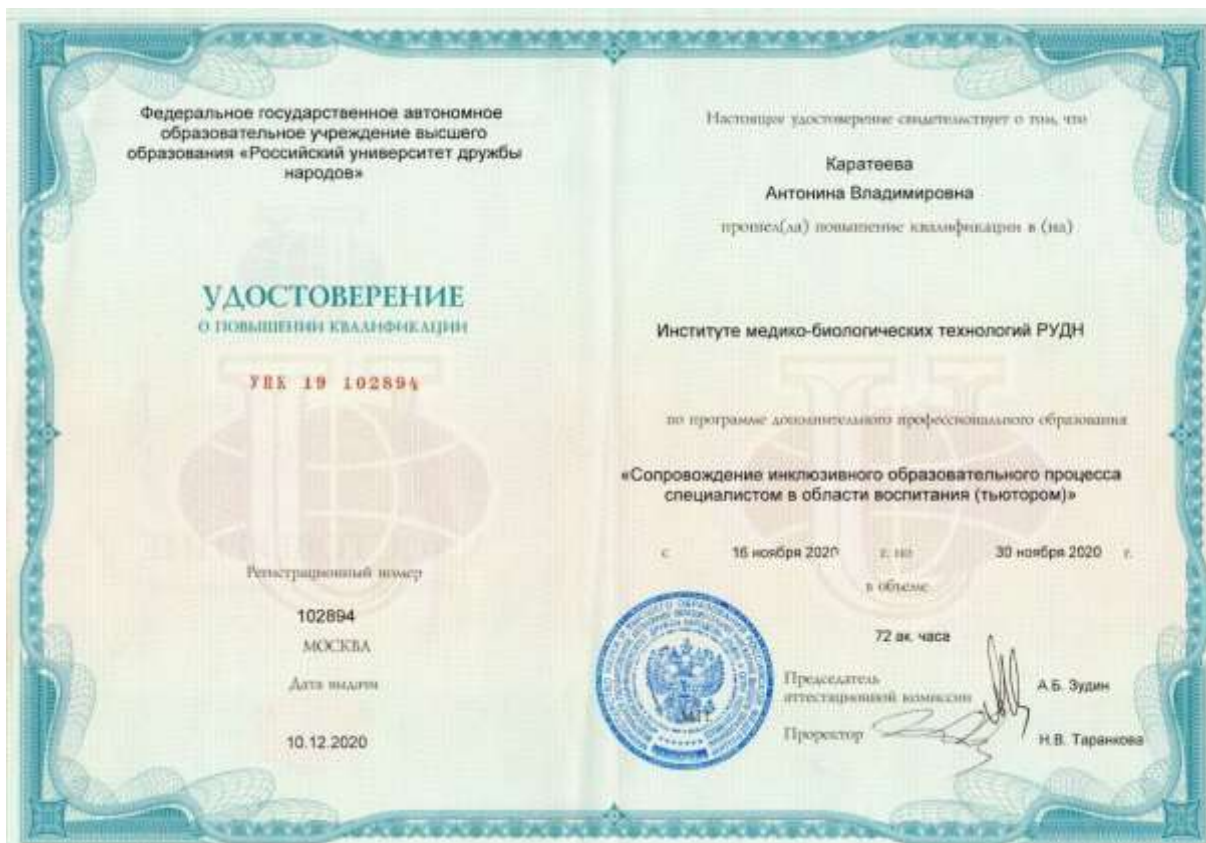 Федеральное государственное автономное
образовательное учреждение высшего
образования «Российский университет дружбы
народов»
УДОСТОВЕРЕНИЕ
О ПОВЫШЕНИИ КВАЛИФИКАЦИИ
УПК 19 102894
Регистрационный номер
102894
МОСКВА
Дата выдачи
10.12.2020
Настоящее удостоверение свидетельствует о том, что
Каратеева
Антонина Владимировна
прошел(ла) повышение квалификации в (на)
Институте медико-биологических технологий РУДН
по программе дополнительного профессионального образования
«Сопровождение инклюзивного образовательного процесса
специалистом в области воспитания (тьютором)»
с 16 ноября 2020 г. по 30 ноября 2020 г.
в объеме
72 ак. часа
Председатель
аттестационной комиссии А.Б. Зудин
Проректор Н.В. Таранкова